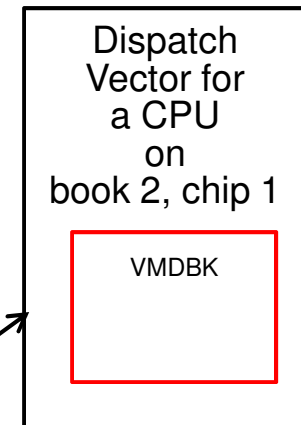 Dispatch
Vector for
a CPU
on
book 2, chip 1
VMDBK